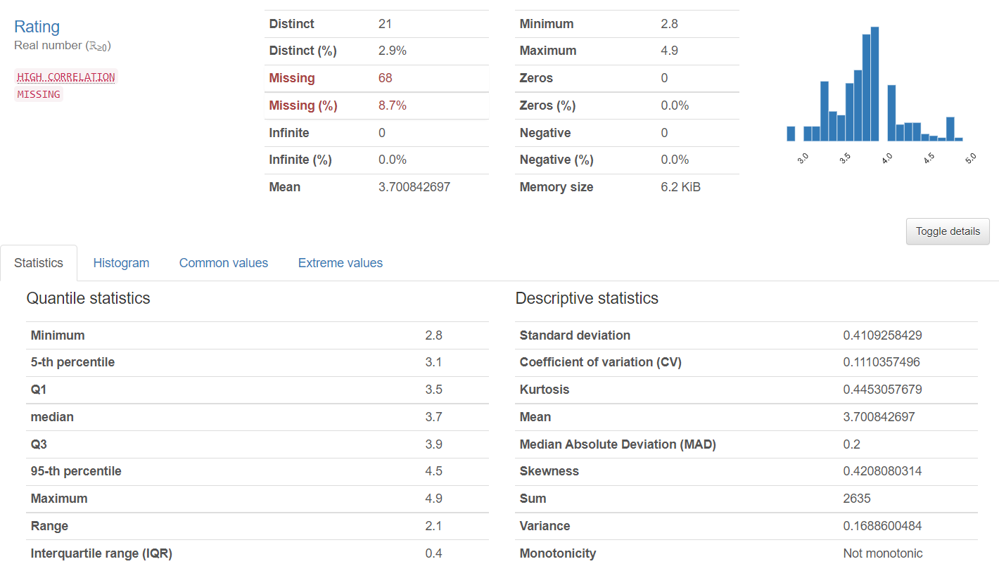 Rating
Real number (ℝ≥0)
HIGH CORRELATION
MISSING
Distinct 21
Distinct (%) 2.9%
Missing 68
Missing (%) 8.7%
Infinite 0
Infinite (%) 0.0%
Mean 3.700842697
Minimum 2.8
Maximum 4.9
Zeros 0
Zeros (%) 0.0%
Negative 0
Negative (%) 0.0%
Memory size 6.2 KiB
3.0 3.5 4.0 4.5 5.0
Toggle details
Statistics Histogram Common values Extreme values
Quantile statistics
Minimum 2.8
5-th percentile 3.1
Q1 3.5
median 3.7
Q3 3.9
95-th percentile 4.5
Maximum 4.9
Range 2.1
Interquartile range (IQR) 0.4
Descriptive statistics
Standard deviation 0.4109258429
Coefficient of variation (CV) 0.1110357496
Kurtosis 0.4453057679
Mean 3.700842697
Median Absolute Deviation (MAD) 0.2
Skewness 0.4208080314
Sum 2635
Variance 0.1688600484
Monotonicity Not monotonic